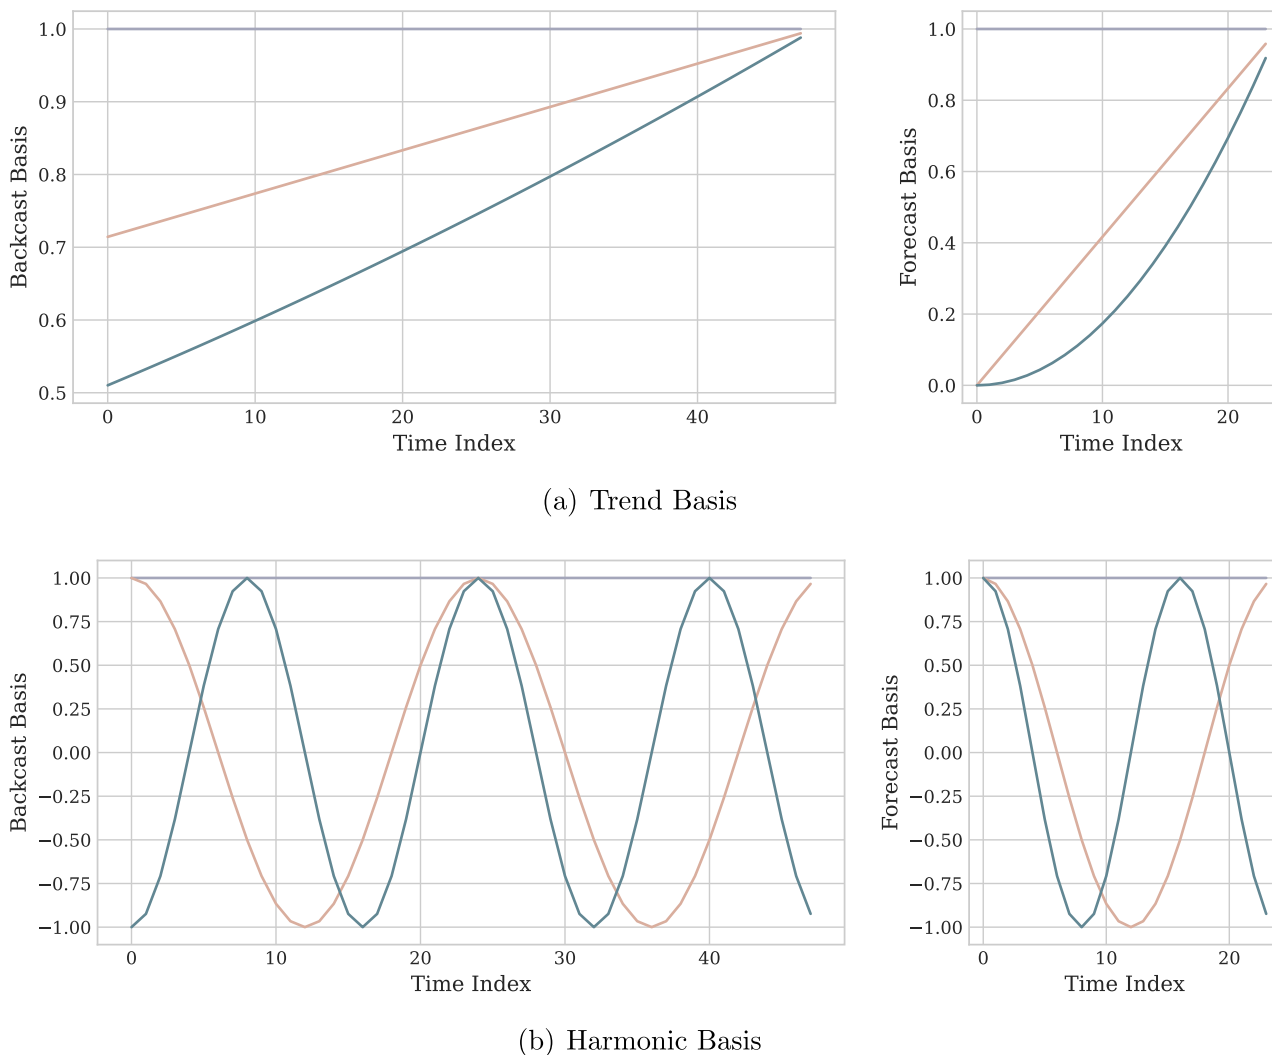 1.0
0.9
0.8
0.7
0.6
0.5
Backcast Basis
0 10 20 30 40
Time Index
1.0
0.8
0.6
0.4
0.2
0.0
Forecast Basis
0 10 20
Time Index
(a) Trend Basis
1.00
0.75
0.50
0.25
0.00
−0.25
−0.50
−0.75
−1.00
Backcast Basis
0 10 20 30 40
Time Index
1.00
0.75
0.50
0.25
0.00
−0.25
−0.50
−0.75
−1.00
Forecast Basis
0 10 20
Time Index
(b) Harmonic Basis